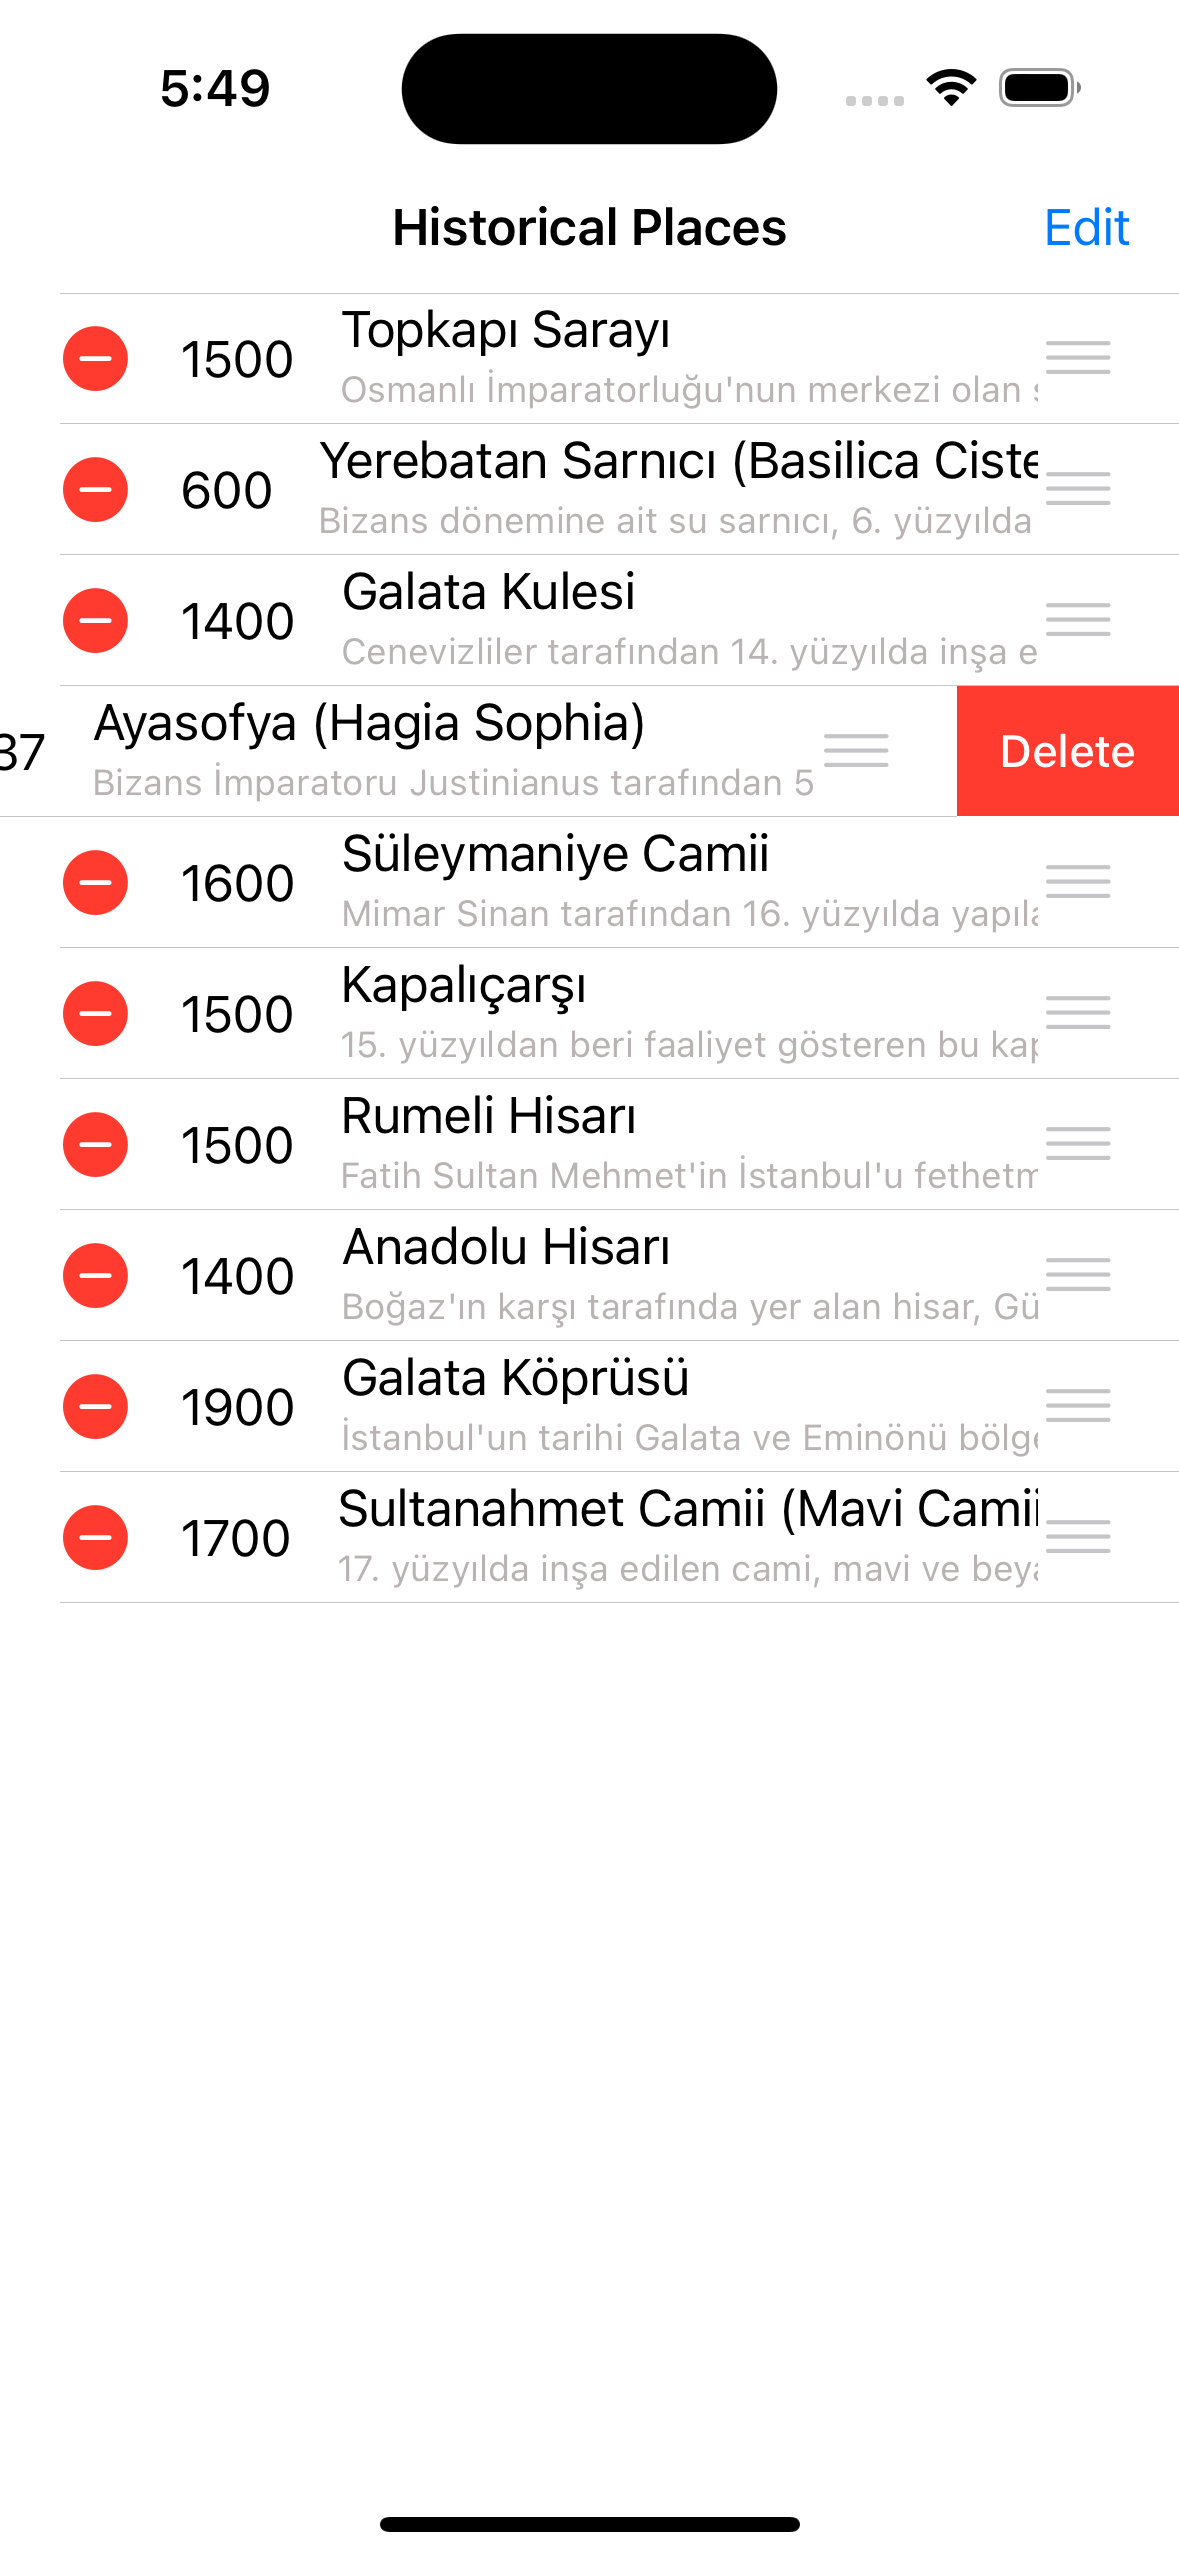 5:49
Historical Places
Edit
1500
Topkapı Sarayı
Osmanlı İmparatorluğu'nun merkezi olan
600
Yerebatan Sarnıcı (Basilica Ciste
Bizans dönemine ait su sarnıcı, 6. yüzyılda
1400
Galata Kulesi
Cenevizliler tarafından 14. yüzyılda inşa e
37
Ayasofya (Hagia Sophia)
Bizans İmparatoru Justinianus tarafından 5
Delete
1600
Süleymaniye Camii
Mimar Sinan tarafından 16. yüzyılda yapıla
1500
Kapalıçarşı
15. yüzyıldan beri faaliyet gösteren bu kap
1500
Rumeli Hisarı
Fatih Sultan Mehmet'in İstanbul'u fethetm
1400
Anadolu Hisarı
Boğaz'ın karşı tarafında yer alan hisar, Gü
1900
Galata Köprüsü
İstanbul'un tarihi Galata ve Eminönü bölge
1700
Sultanahmet Camii (Mavi Camii
17. yüzyılda inşa edilen cami, mavi ve beya